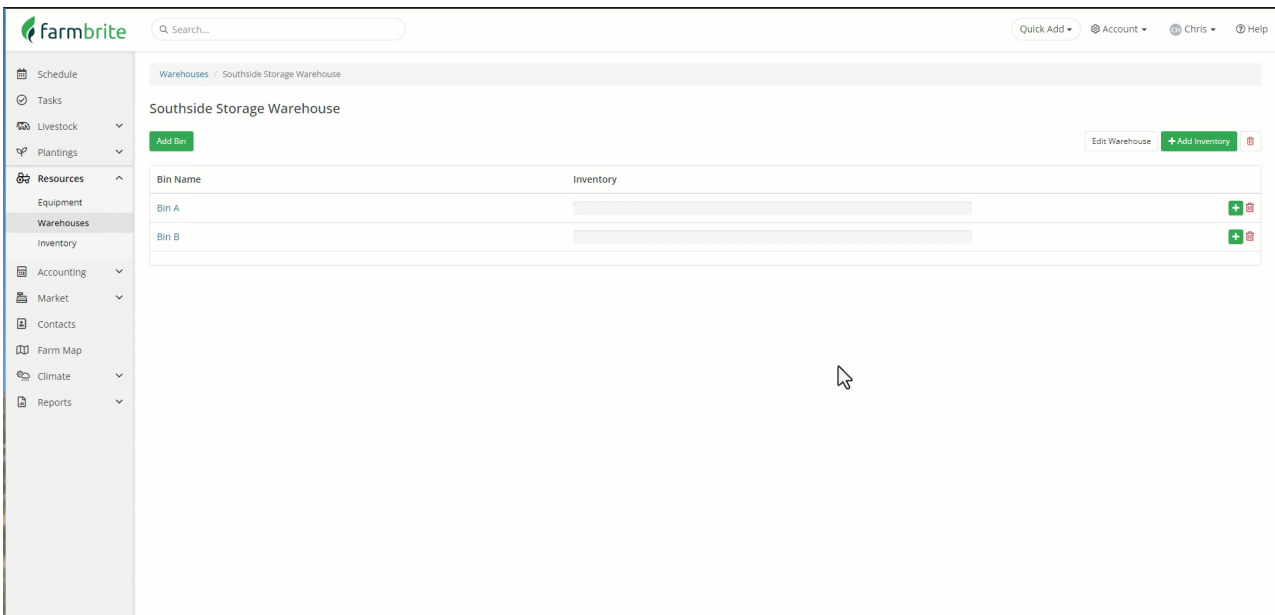 farmbrite
Search...
Quick Add
Account
CH Chris
Help
Schedule
Tasks
Livestock
Plantings
Resources
Equipment
Warehouses
Inventory
Accounting
Market
Contacts
Farm Map
Climate
Reports
Warehouses / Southside Storage Warehouse
Southside Storage Warehouse
Add Bin
Edit Warehouse
+ Add Inventory
Bin Name
Inventory
Bin A
Bin B